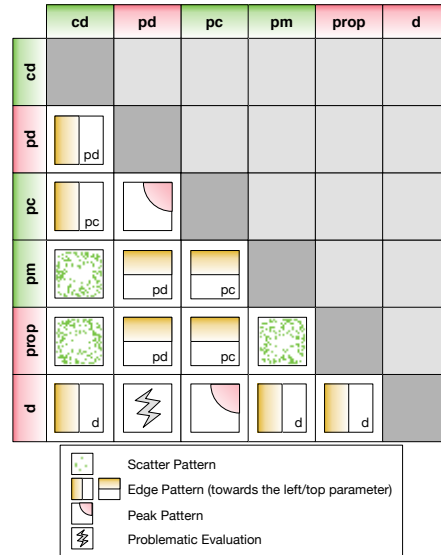 cd pd pc pm prop d
cd
pd pd
pc pc
pm pd pc
prop pd pc
d d d d
Scatter Pattern
Edge Pattern (towards the left/top parameter)
Peak Pattern
Problematic Evaluation